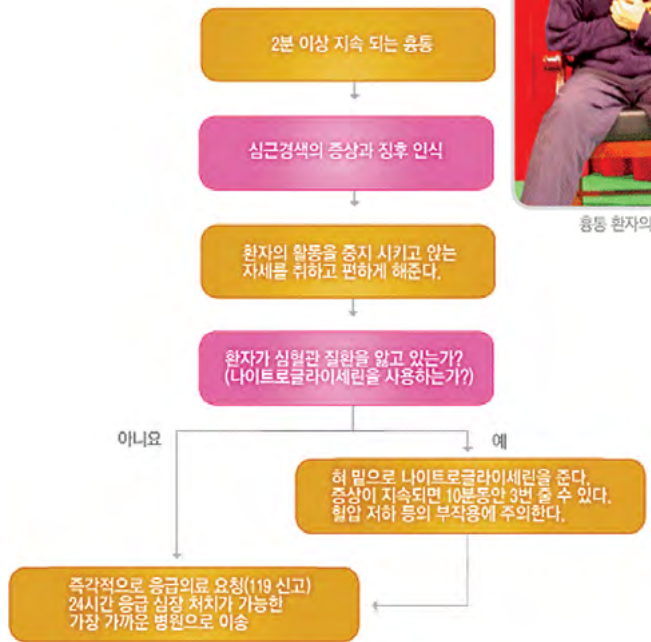 2분 이상 지속 되는 흉통
심근경색의 증상과 징후 인식
흉통 환자의
환자의 활동을 중지 시키고 앉는
자세를 취하고 편하게 해준다.
환자가 심혈관 질환을 앓고 있는가?
(나이트로글라이세린을 사용하는가?)
아니요
예
혀 밑으로 나이트로글라이세린을 준다.
증상이 지속되면 10분동안 3번 줄 수 있다.
혈압 저하 등의 부작용에 주의한다.
즉각적으로 응급의료 요청(119 신고)
24시간 응급 심장 처치가 가능한
가장 가까운 병원으로 이송